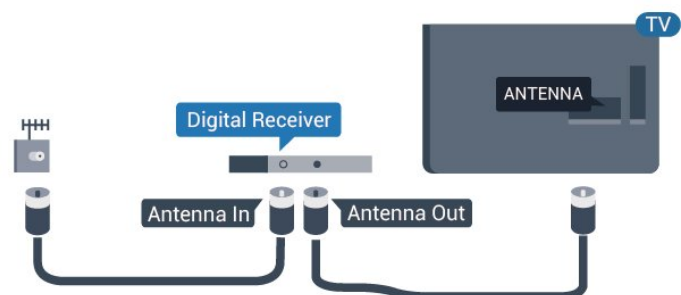 TV
ANTENNA
Digital Receiver
Antenna In
Antenna Out